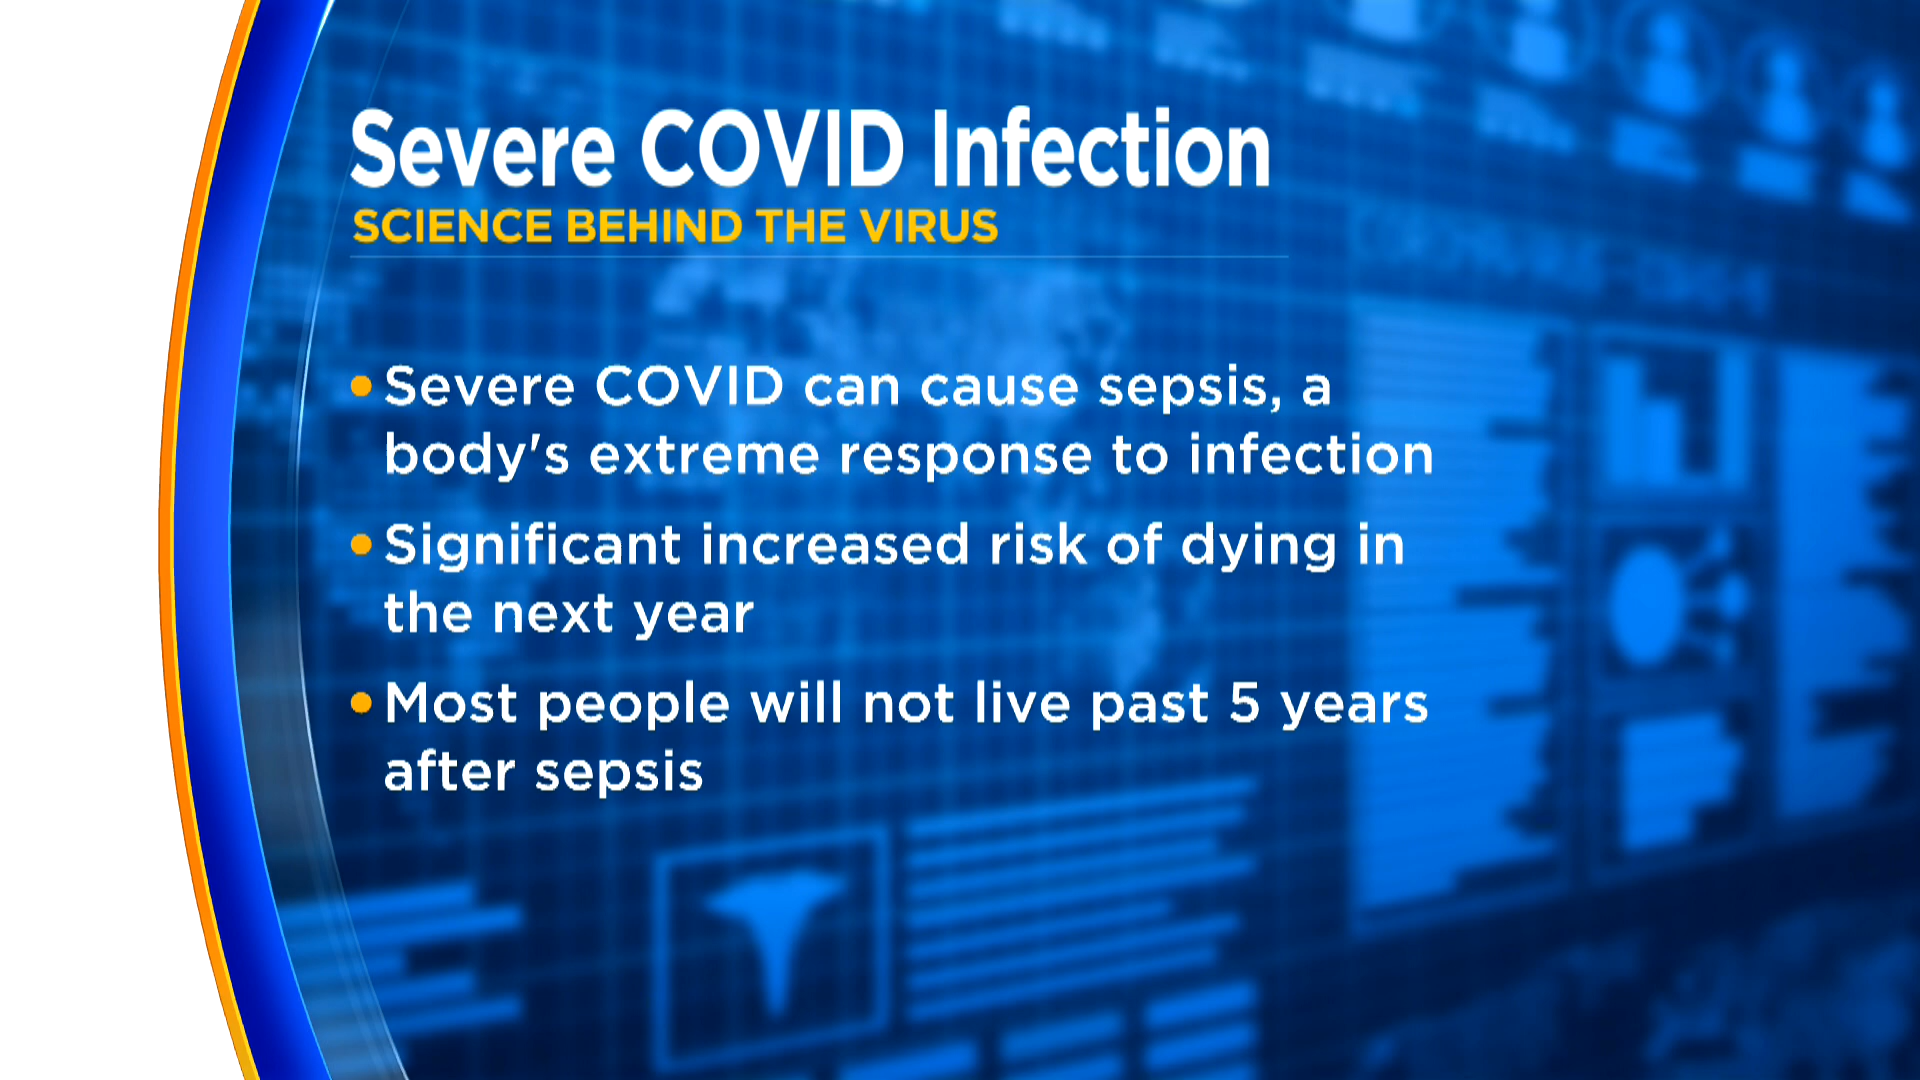 Severe COVID Infection
SCIENCE BEHIND THE VIRUS
• Severe COVID can cause sepsis, a
body's extreme response to infection
• Significant increased risk of dying in
the next year
• Most people will not live past 5 years
after sepsis